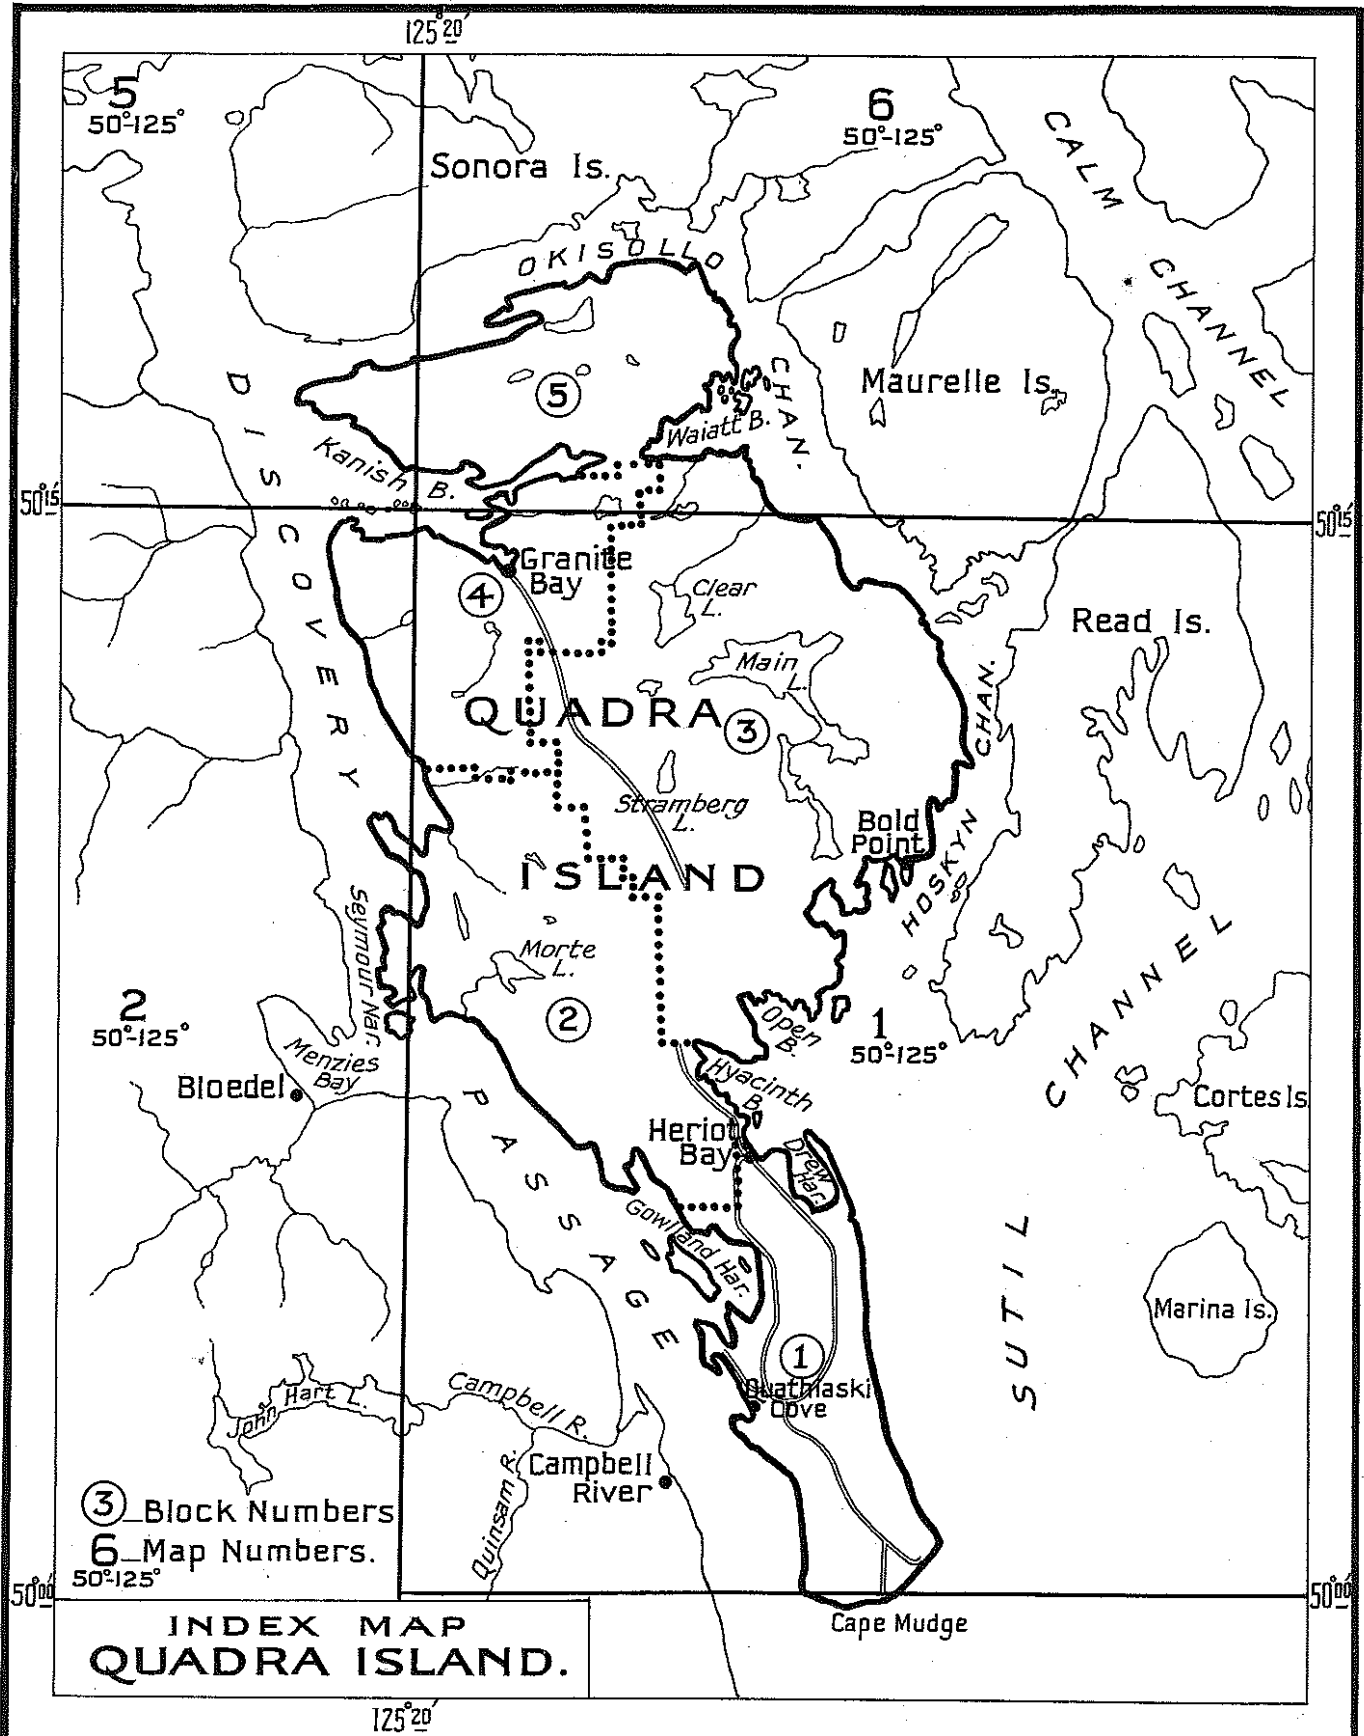 125°20'
5
50°-125°
6
50°-125°
Sonora Is.
CALM CHANNEL
OKISOLLO
CHAN.
DISCOVERY
PASSAGE
5
Maurelle Is.
Waiatt B.
Kanish B.
50°15'
50°15'
Granite
Bay
4
Clear
L.
Read Is.
Main
L.
QUADRA
3
CHAN.
HOSKYN
Stramberg
L.
Bold
Point
ISLAND
Seymour Nar.
Morte
L.
2
50°-125°
2
Open
B.
1
50°-125°
SUTIL
CHANNEL
Menzies
Bay
Bloedel
Hyacinth
B.
Cortes Is.
Heriot
Bay
Drew
Har.
Gowlland Har.
Marina Is.
1
Quathiaski
Cove
John Hart L.
Campbell R.
Quinsam R.
Campbell
River
3 Block Numbers
6 Map Numbers.
50°-125°
50°00'
50°00'
Cape Mudge
INDEX MAP
QUADRA ISLAND.
125°20'